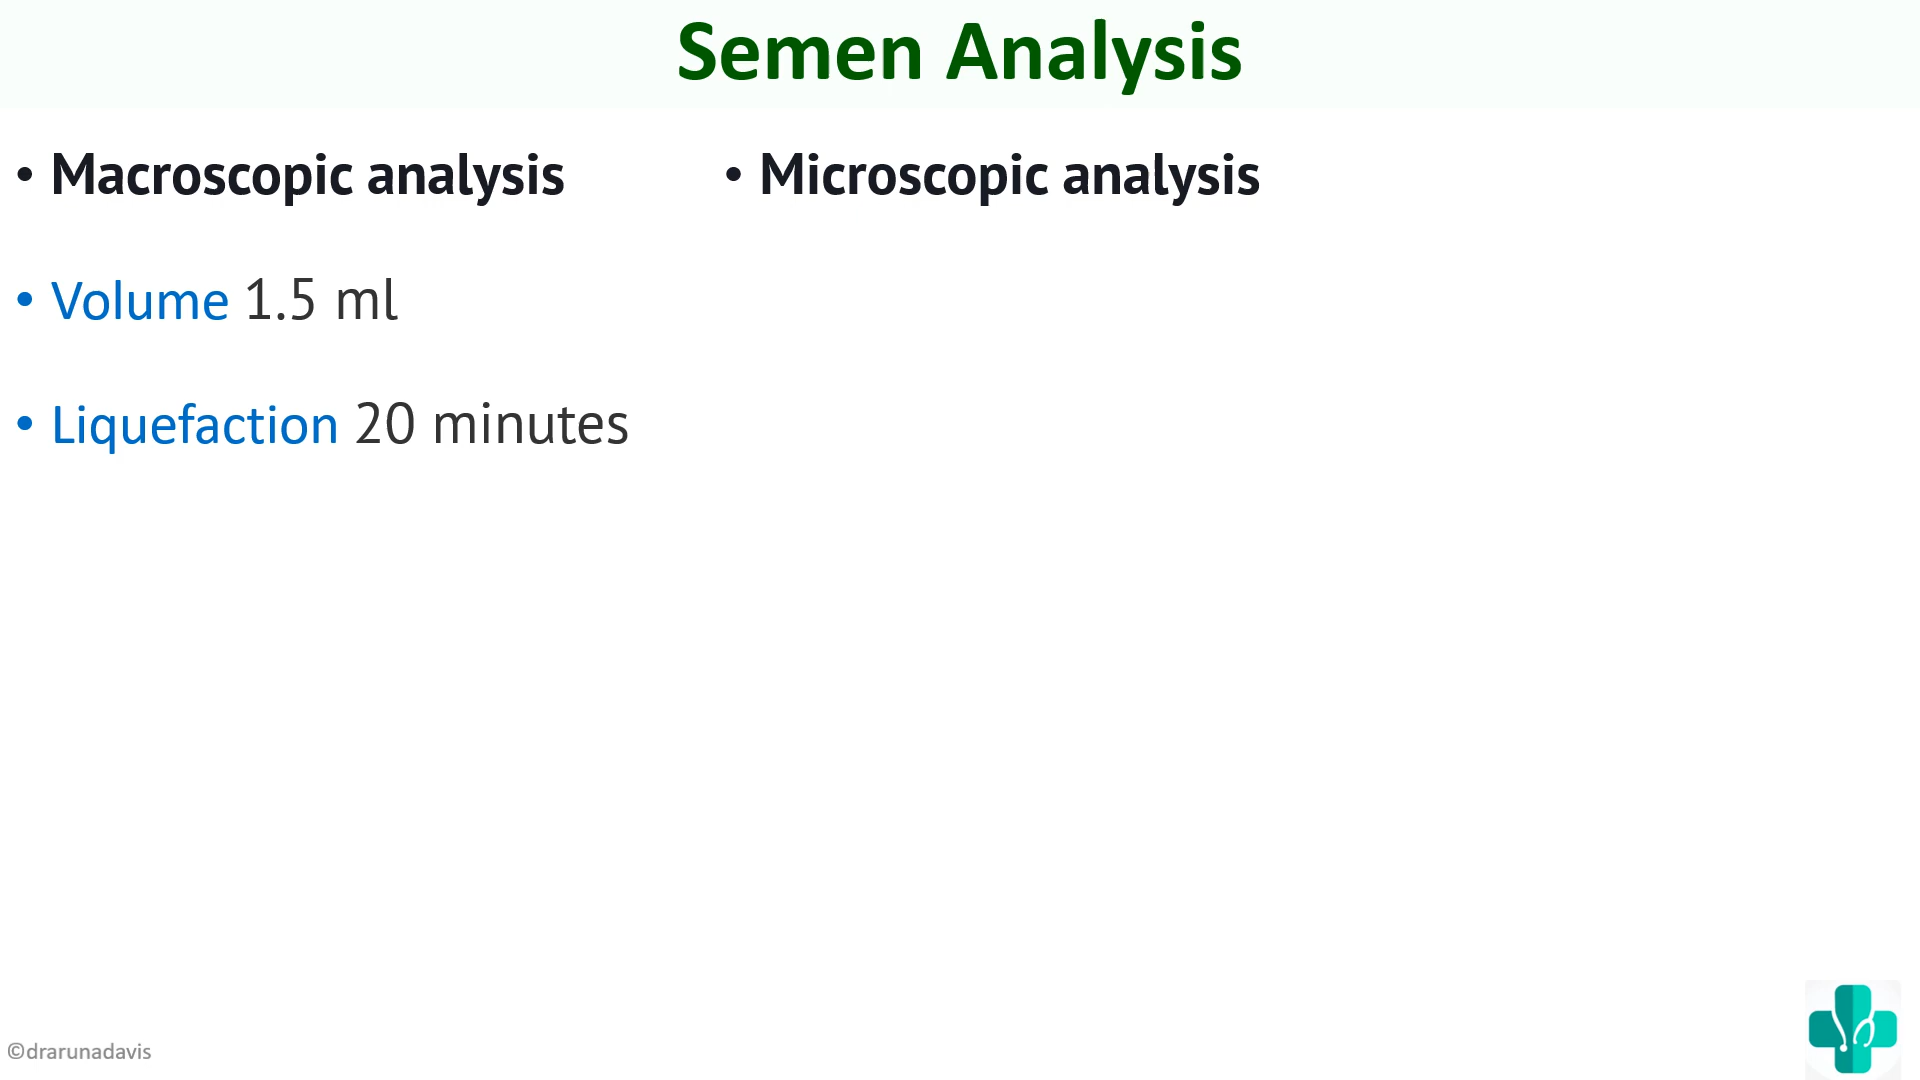 Semen Analysis
• Macroscopic analysis
• Volume 1.5 ml
• Liquefaction 20 minutes
• Microscopic analysis
©drarunadavis